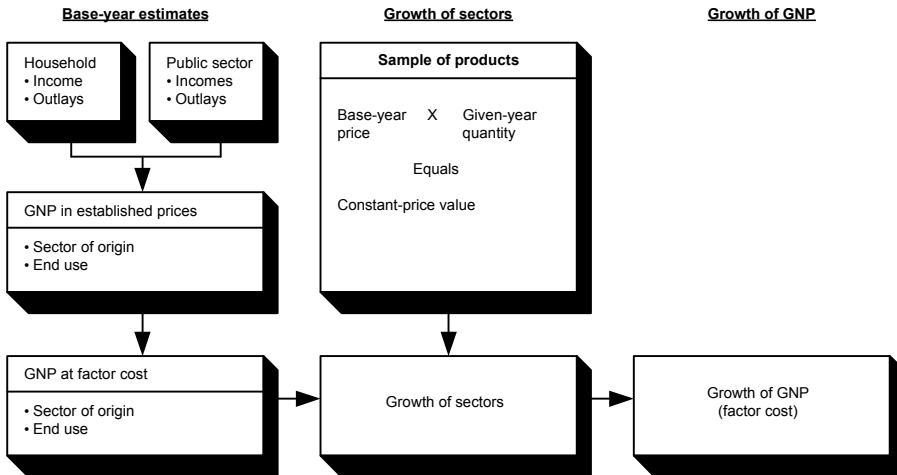 Base-year estimates
Growth of sectors
Growth of GNP
Household
• Income
• Outlays
Public sector
• Incomes
• Outlays
GNP in established prices
• Sector of origin
• End use
GNP at factor cost
• Sector of origin
• End use
Sample of products
Base-year X Given-year
price quantity
Equals
Constant-price value
Growth of sectors
Growth of GNP
(factor cost)